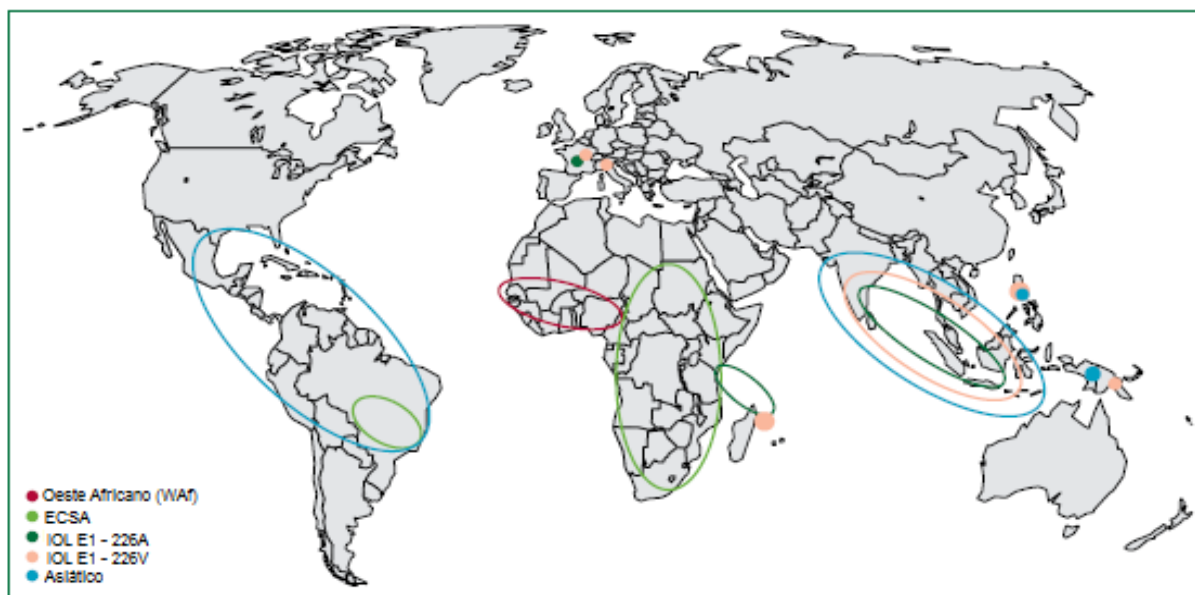 Oeste Africano (WAf)
ECSA
IOL E1 - 226A
IOL E1 - 226V
Asiático